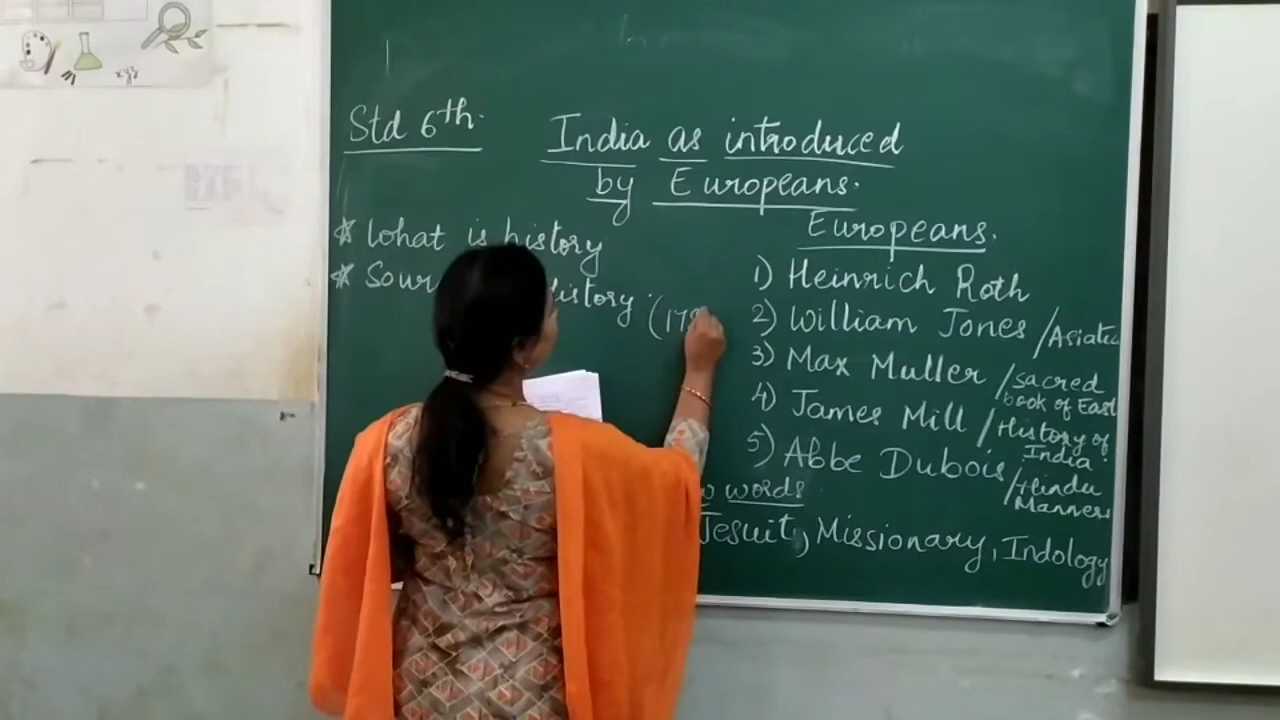 Std 6th.
India as introduced
by Europeans.
* What is history
* Sour history.
Europeans.
1) Heinrich Roth
(178
2) William Jones / Asiatic
3) Max Muller / sacred
book of East
4) James Mill / History of
India.
5) Abbe Dubois / Hindu
Manners
words
Jesuit, Missionary, Indology
xyz